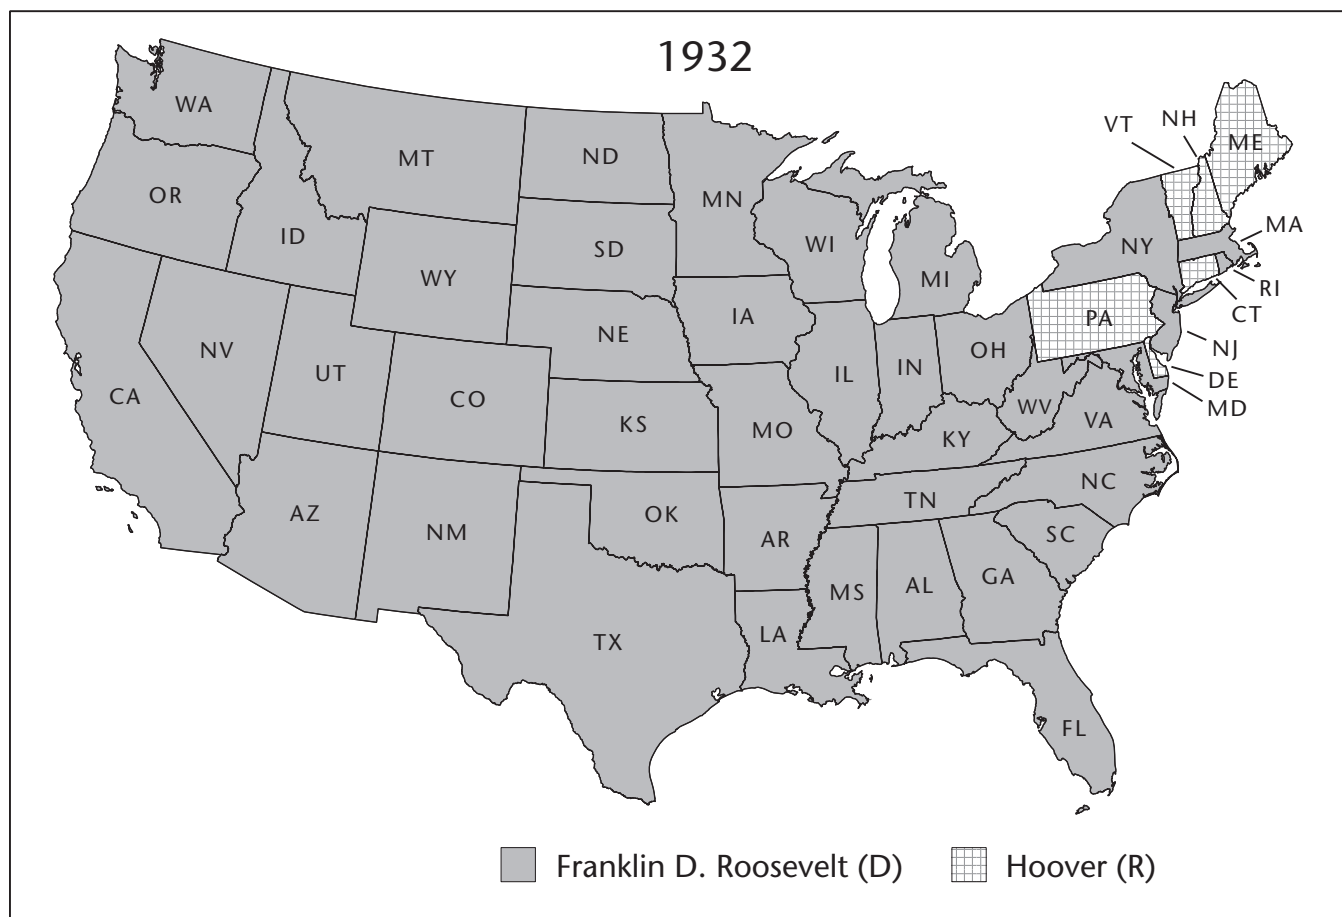 1932
WA
MT
ND
MN
VT
NH
ME
OR
ID
SD
WI
MI
NY
MA
WY
RI
NV
UT
NE
IA
PA
CT
CA
CO
IL
IN
OH
NJ
DE
MD
KS
MO
WV
VA
KY
AZ
NM
OK
AR
TN
NC
SC
MS
AL
GA
TX
LA
FL
Franklin D. Roosevelt (D)
Hoover (R)